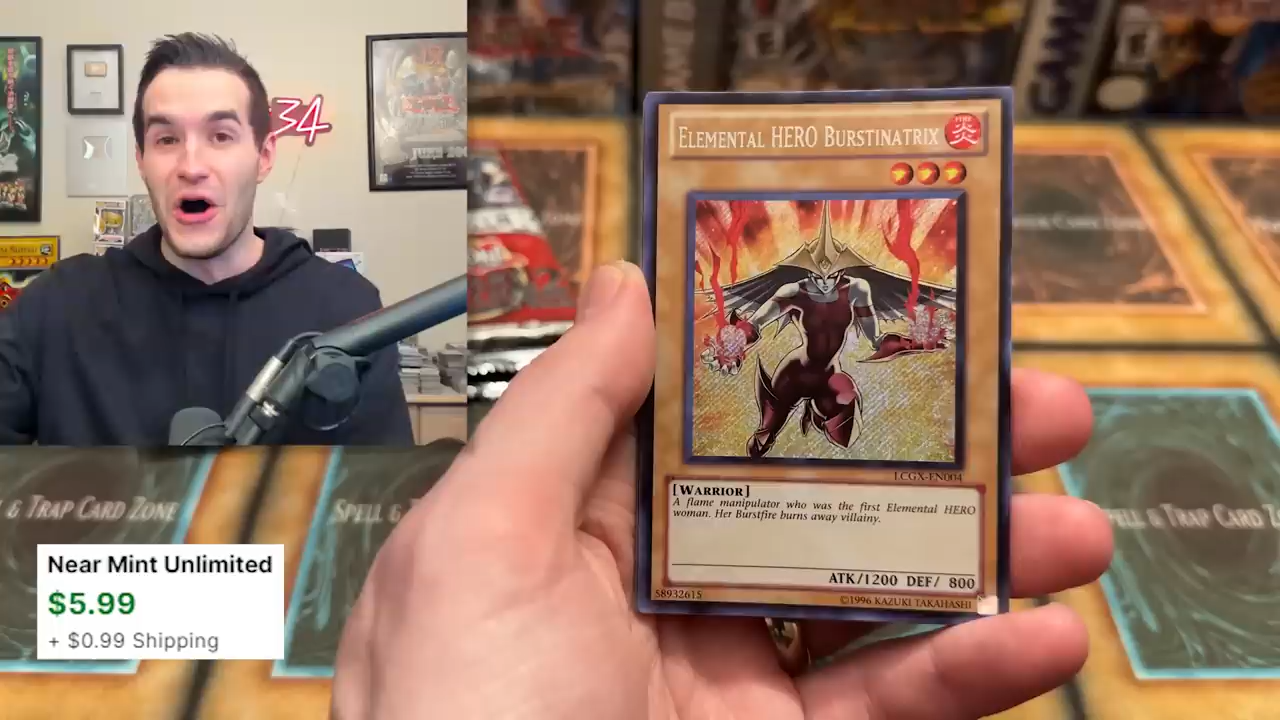 34
ELEMENTAL HERO BURSTINATRIX
FIRE
炎
LCGX-EN004
[WARRIOR]
A flame manipulator who was the first Elemental HERO
woman. Her Burstfire burns away villainy.
ATK/1200 DEF/ 800
58932615
©1996 KAZUKI TAKAHASHI
& TRAP CARD ZONE
SPELL &
SPELL & TRAP CARD
Near Mint Unlimited
$5.99
+ $0.99 Shipping